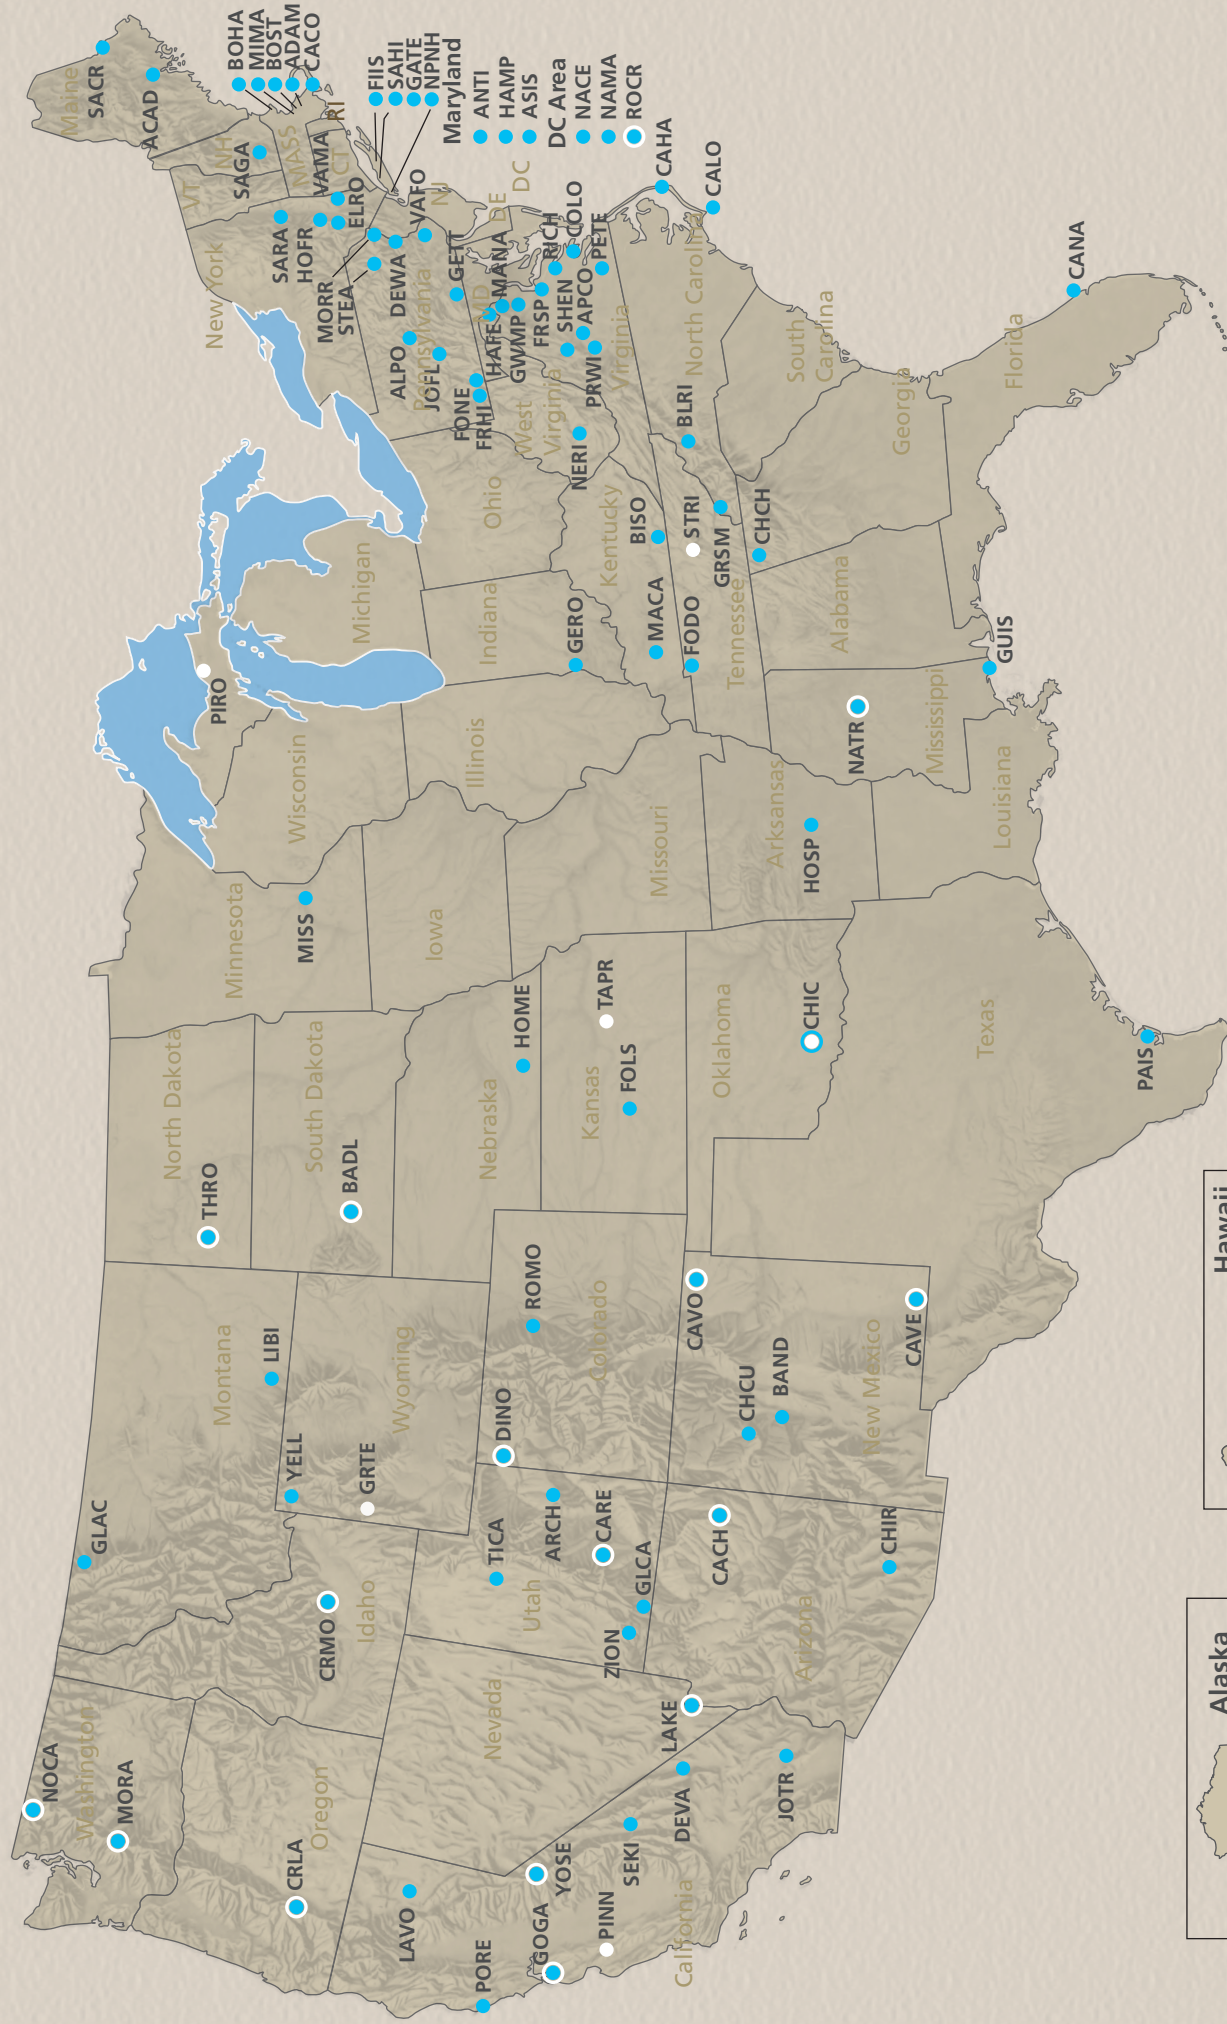 NOCA
Washington
MORA
Oregon
CRLA
LAVO
PORE
GOGA
YOSE
PINN
SEKI
California
DEVA
JOTR
LAKE
Nevada
GLAC
Montana
LIBI
YELL
Idaho
CRMO
GRTE
Wyoming
TICA
Utah
ARCH
CARE
ZION
GLCA
CACH
Arizona
CHIR
DINO
ROMO
Colorado
CAVO
CHCU
BAND
New Mexico
CAVE
North Dakota
THRO
South Dakota
BADL
Nebraska
HOME
Kansas
TAPR
FOLS
Oklahoma
CHIC
Texas
PAIS
Minnesota
MISS
Iowa
Missouri
Arksansas
HOSP
Louisiana
Wisconsin
PIRO
Michigan
Illinois
Indiana
GERO
Ohio
Kentucky
MACA
BISO
FODO
STRI
GRSM
Tennessee
CHCH
Mississippi
NATR
Alabama
GUIS
Georgia
Florida
CANA
South
Carolina
North Carolina
BLRI
CAHA
CALO
West
Virginia
NERI
Virginia
HAFE
MANA
GWMP
FRSP
SHEN
APCO
PRWI
RICH
COLO
PETE
MD
DE
DC
NJ
Pennsylvania
ALPO
JOFL
FONE
FRHI
GETT
DEWA
VAFO
MORR
STEA
New York
SARA
HOFR
ELRO
VAMA
VT
NH
SAGA
MASS
CT
RI
Maine
SACR
ACAD
BOHA
MIMA
BOST
ADAM
CACO
FIIS
SAHI
GATE
NPNH
Maryland
ANTI
HAMP
ASIS
DC Area
NACE
NAMA
ROCR
Alaska
Hawaii